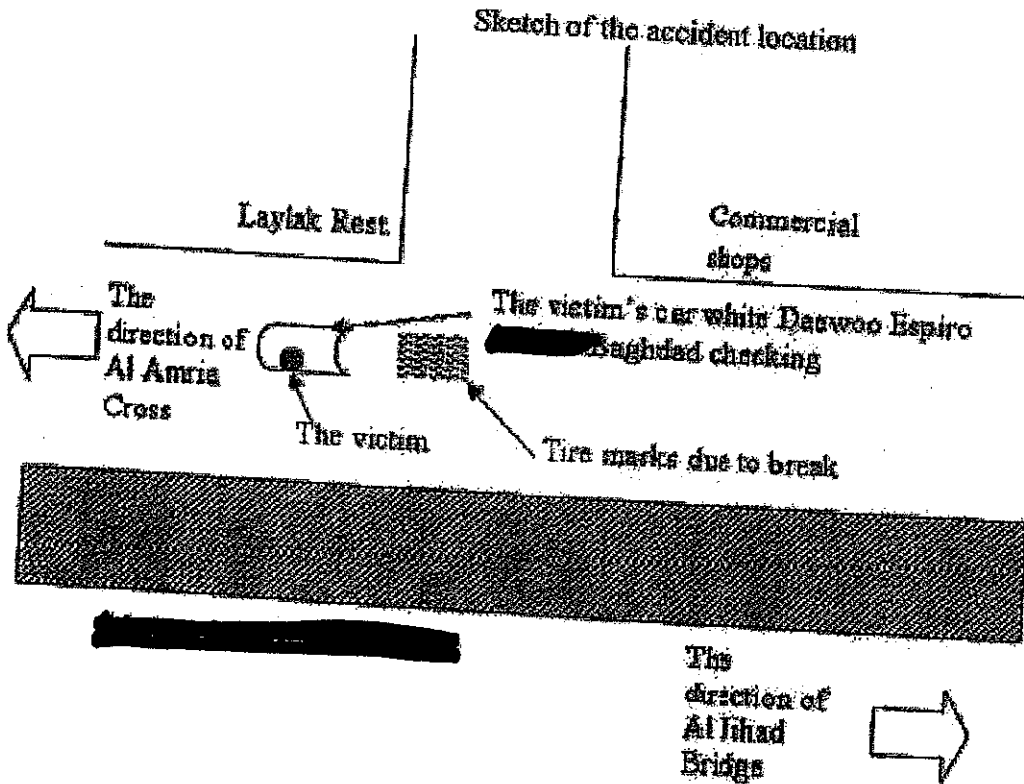 Sketch of the accident location
Laylak Rest.
Commercial
shops
The
direction of
Al Amria
Cross
The victim's car white Daewoo Espiro
Baghdad checking
The victim
Tire marks due to break
The
direction of
Al Jihad
Bridge